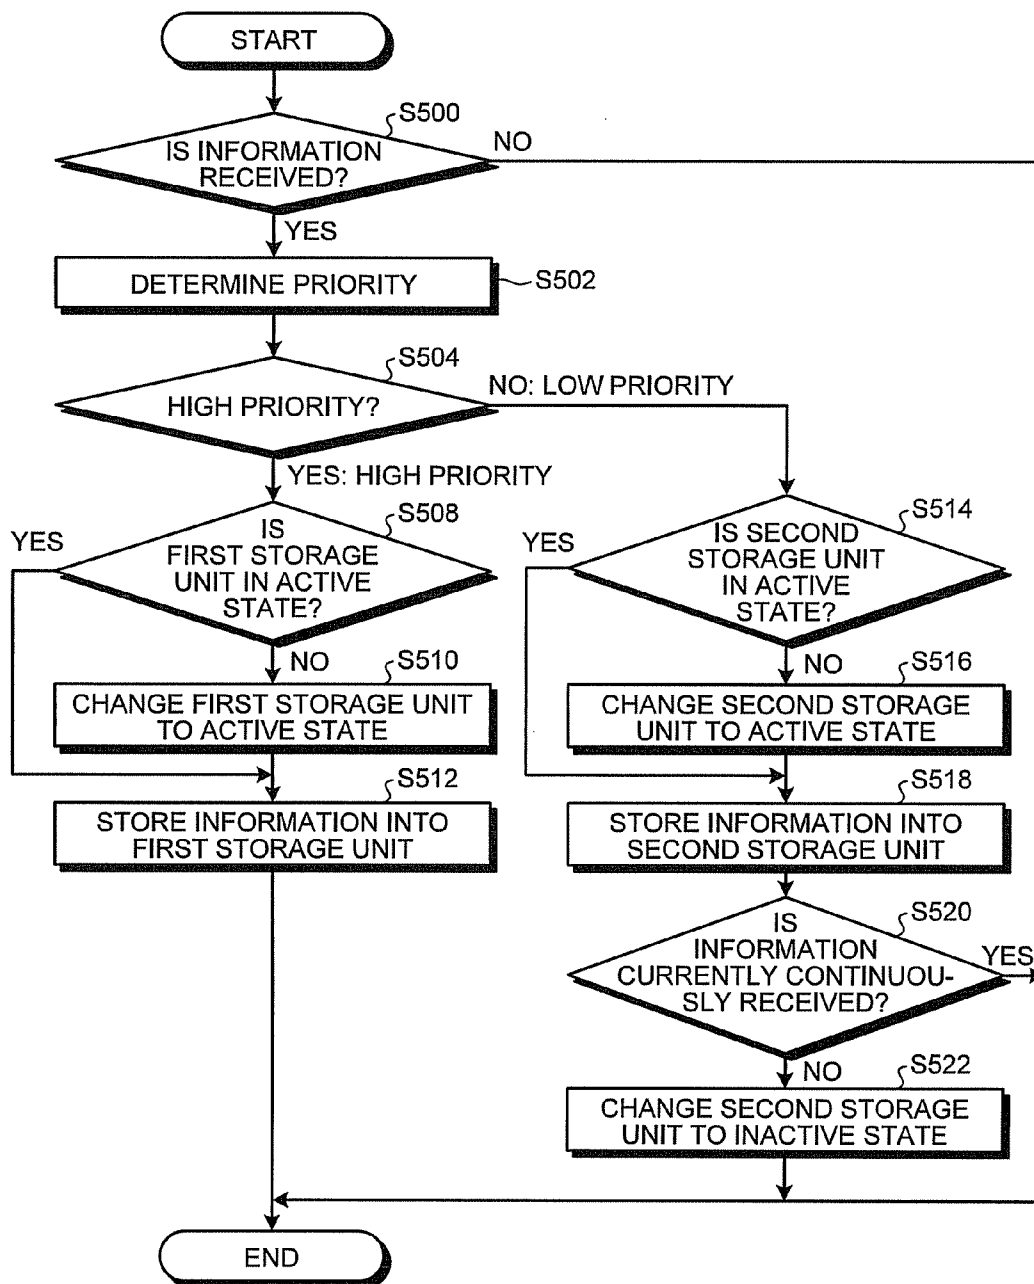 START
S500
IS INFORMATION
RECEIVED?
NO
YES
DETERMINE PRIORITY
S502
S504
HIGH PRIORITY?
NO: LOW PRIORITY
YES: HIGH PRIORITY
S508
YES
IS
FIRST STORAGE
UNIT IN ACTIVE
STATE?
NO
S510
CHANGE FIRST STORAGE UNIT
TO ACTIVE STATE
S512
STORE INFORMATION INTO
FIRST STORAGE UNIT
S514
YES
IS SECOND
STORAGE UNIT
IN ACTIVE
STATE?
NO
S516
CHANGE SECOND STORAGE
UNIT TO ACTIVE STATE
S518
STORE INFORMATION INTO
SECOND STORAGE UNIT
S520
IS
INFORMATION
CURRENTLY CONTINUOU-
SLY RECEIVED?
YES
NO
S522
CHANGE SECOND STORAGE
UNIT TO INACTIVE STATE
END